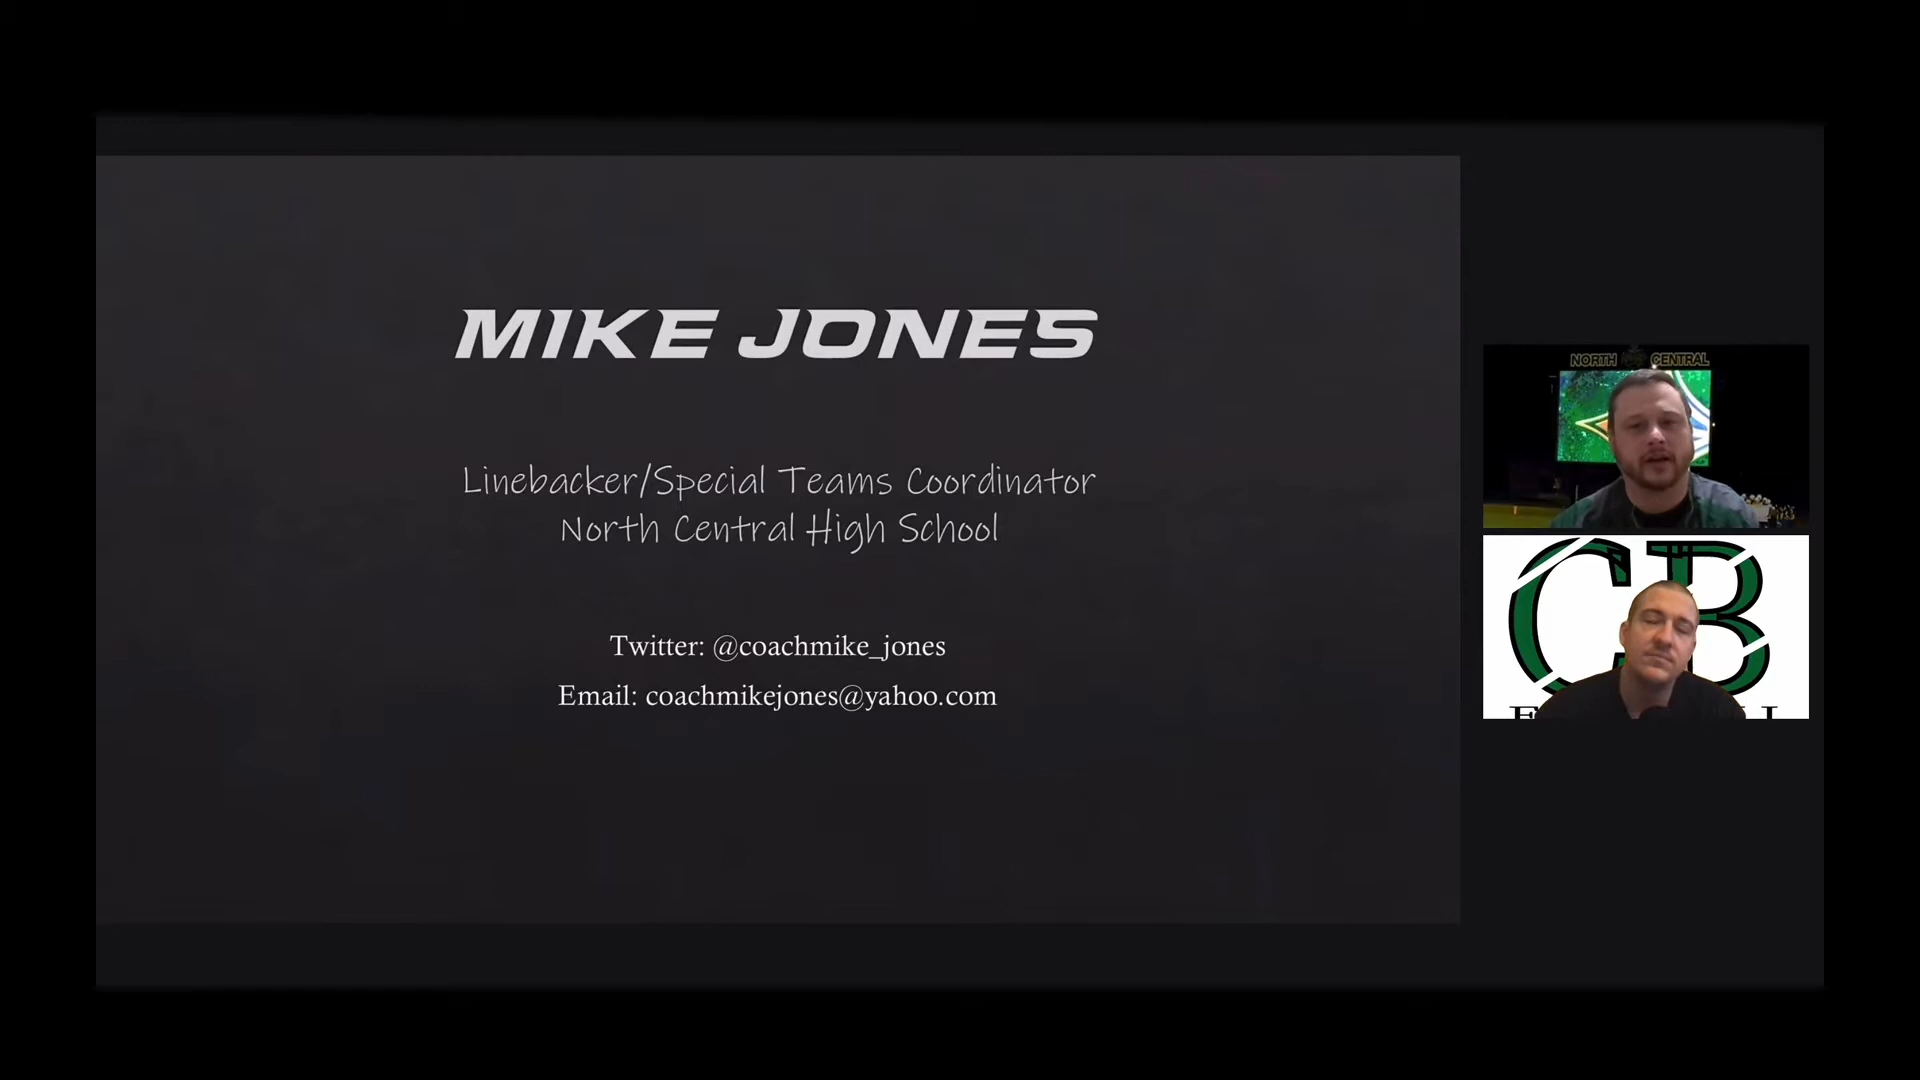 MIKE JONES
Linebacker/Special Teams Coordinator
North Central High School
Twitter: @coachmike_jones
Email: coachmikejones@yahoo.com
NORTH CENTRAL
CB